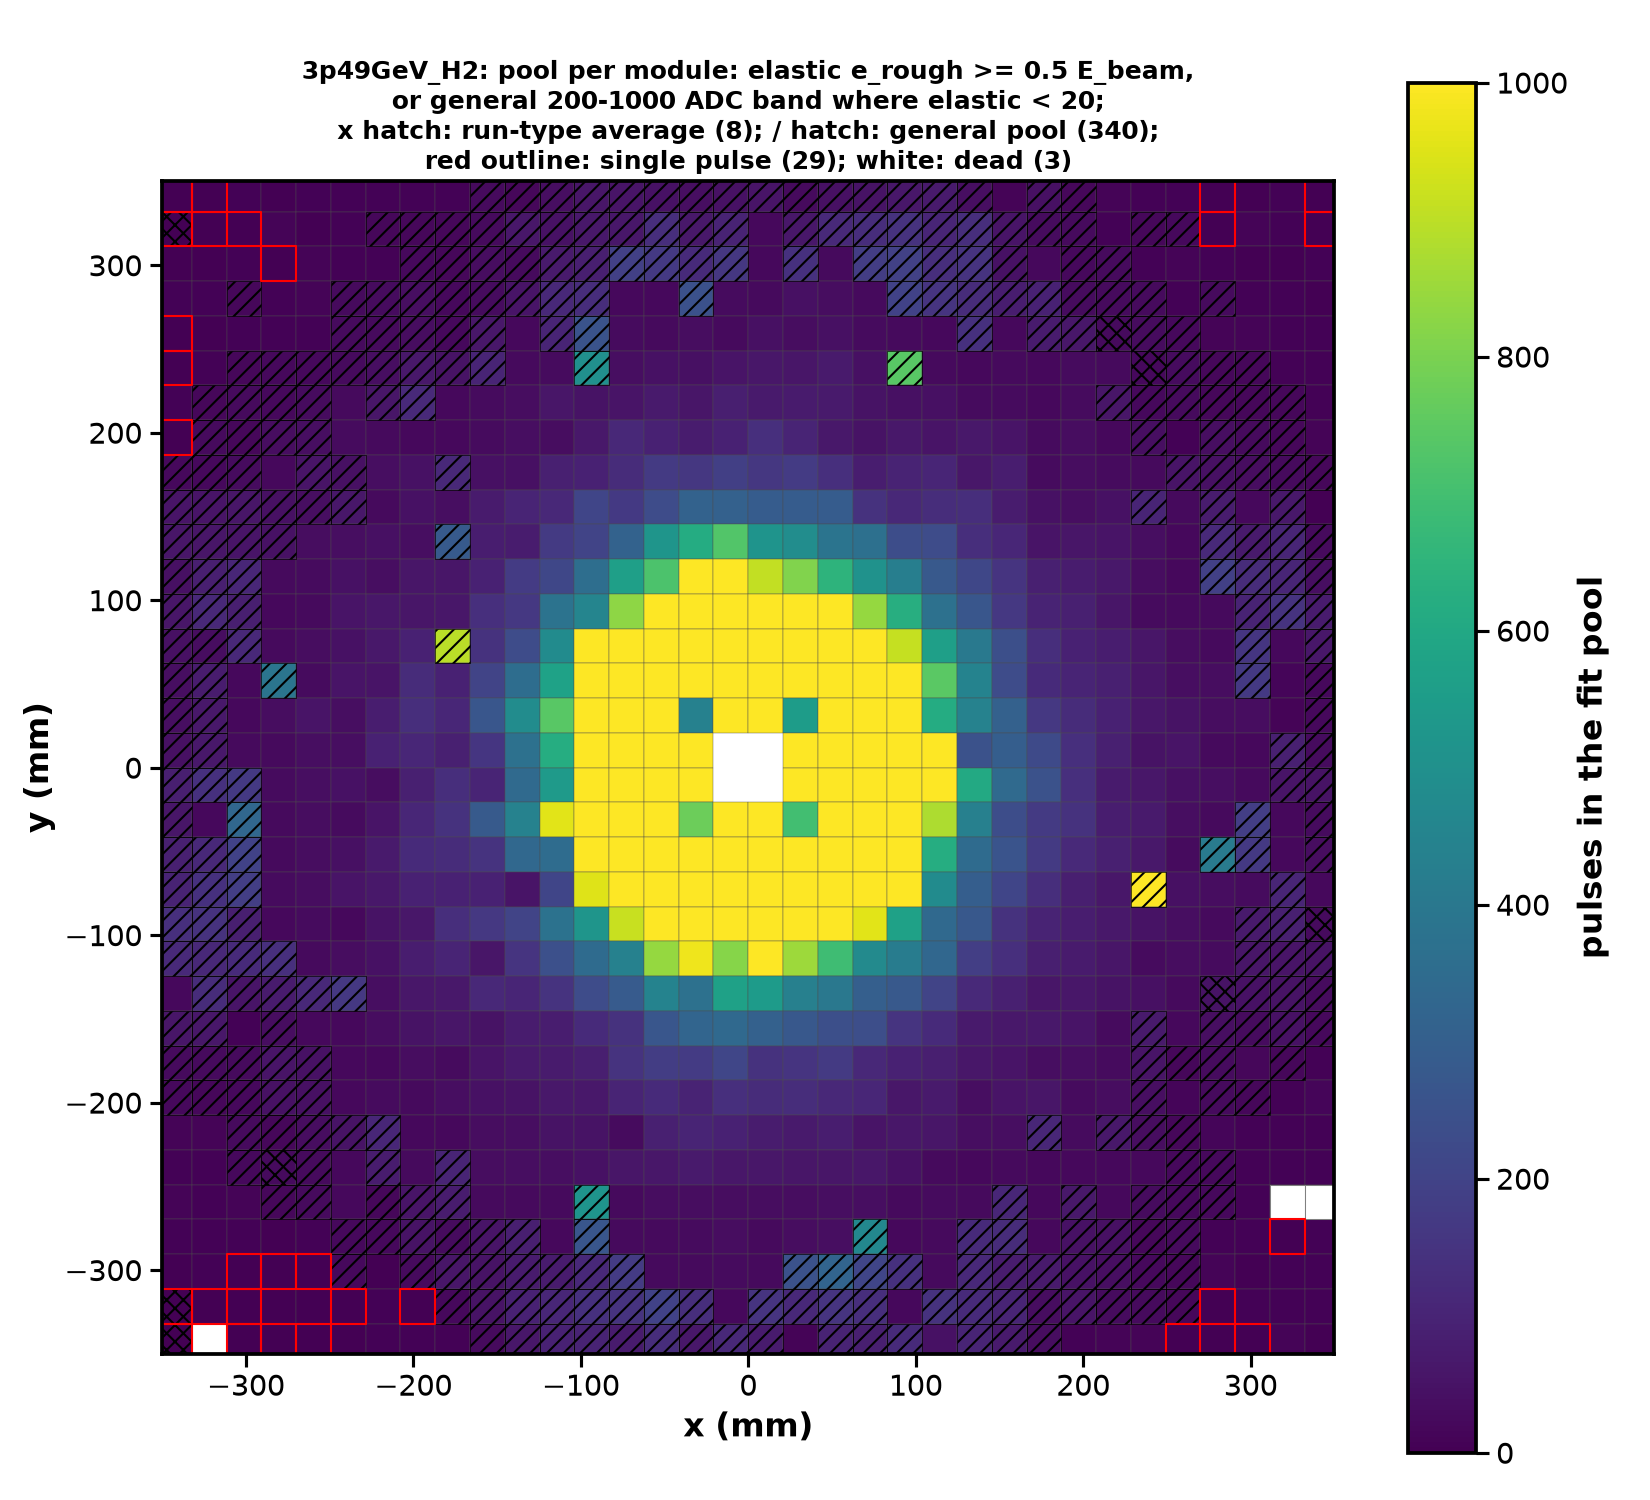 3p49GeV_H2: pool per module: elastic e_rough >= 0.5 E_beam,
or general 200-1000 ADC band where elastic < 20;
x hatch: run-type average (8); / hatch: general pool (340);
red outline: single pulse (29); white: dead (3)
300
200
100
0
−100
−200
−300
y (mm)
−300
−200
−100
0
100
200
300
x (mm)
1000
800
600
400
200
0
pulses in the fit pool